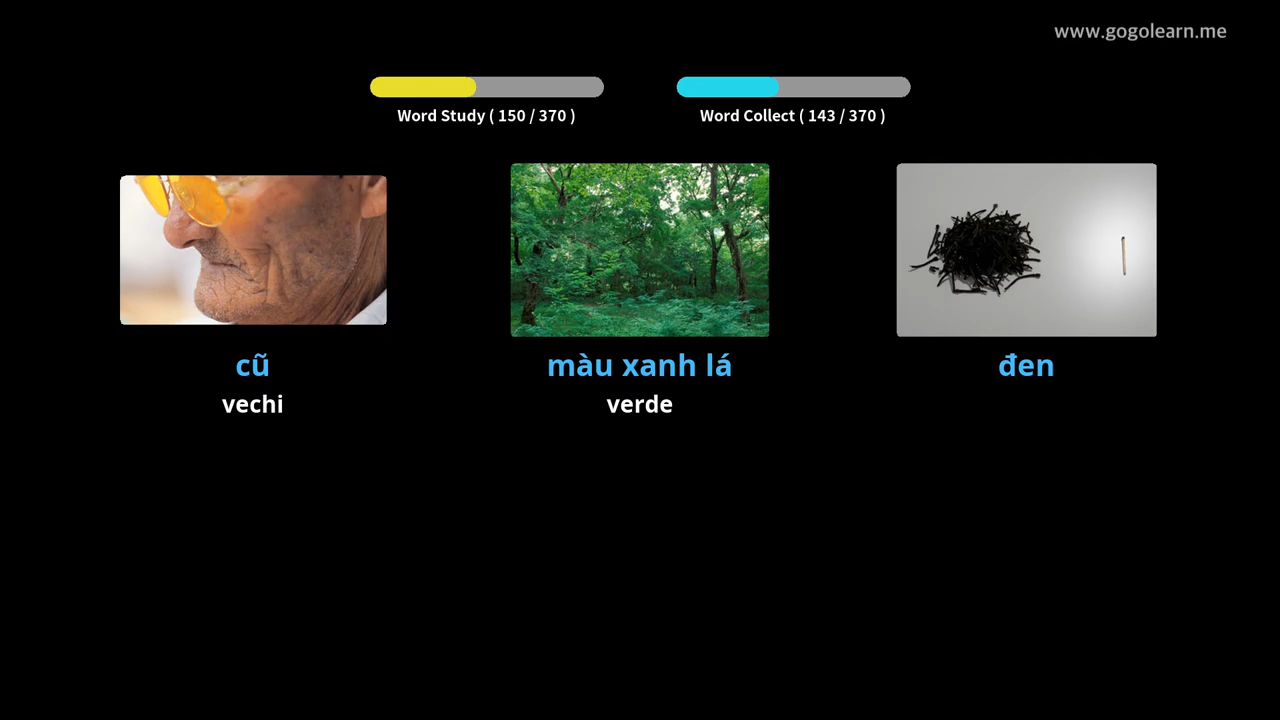 www.gogolearn.me
Word Study ( 150 / 370 )
Word Collect ( 143 / 370 )
cũ
màu xanh lá
đen
vechi
verde